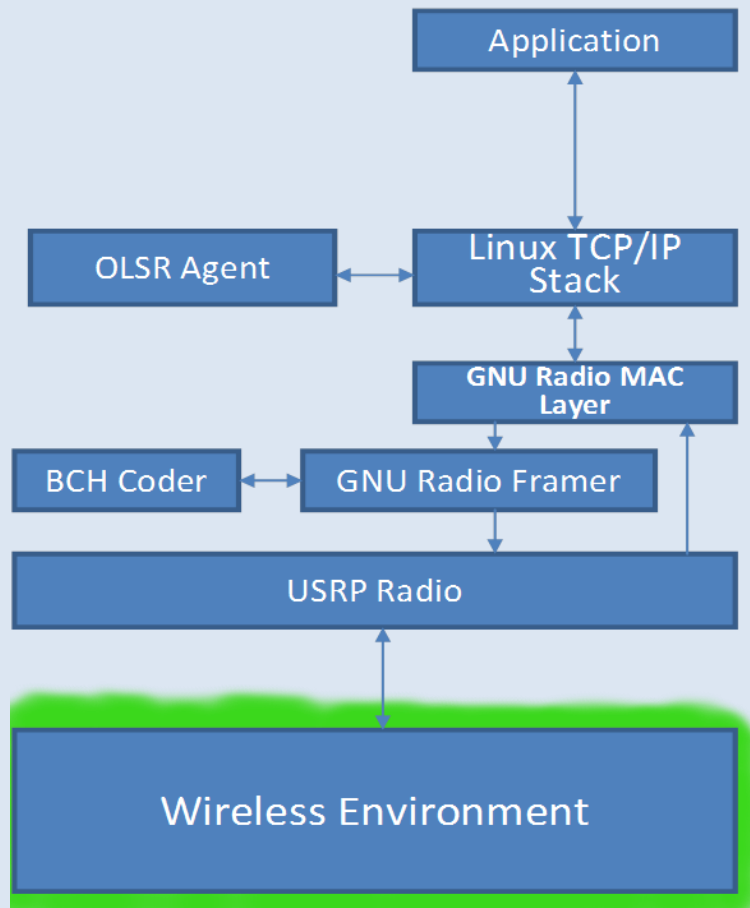 Application
OLSR Agent
Linux TCP/IP
Stack
GNU Radio MAC
Layer
BCH Coder
GNU Radio Framer
USRP Radio
Wireless Environment